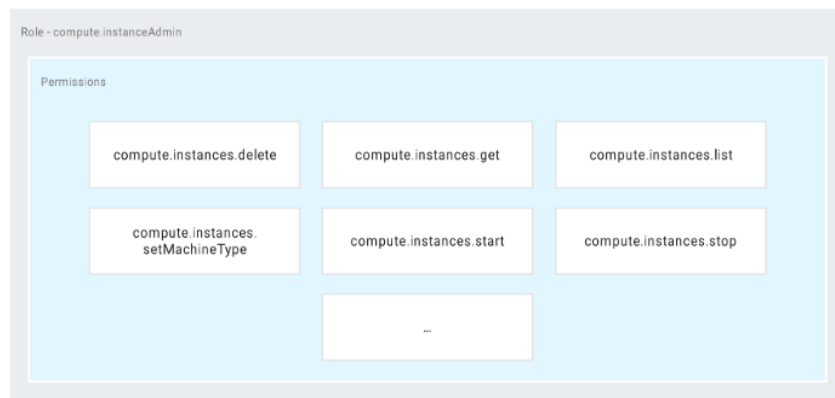 Role - compute.instanceAdmin
Permissions
compute.instances.delete
compute.instances.get
compute.instances.list
compute.instances.
setMachineType
compute.instances.start
compute.instances.stop
...